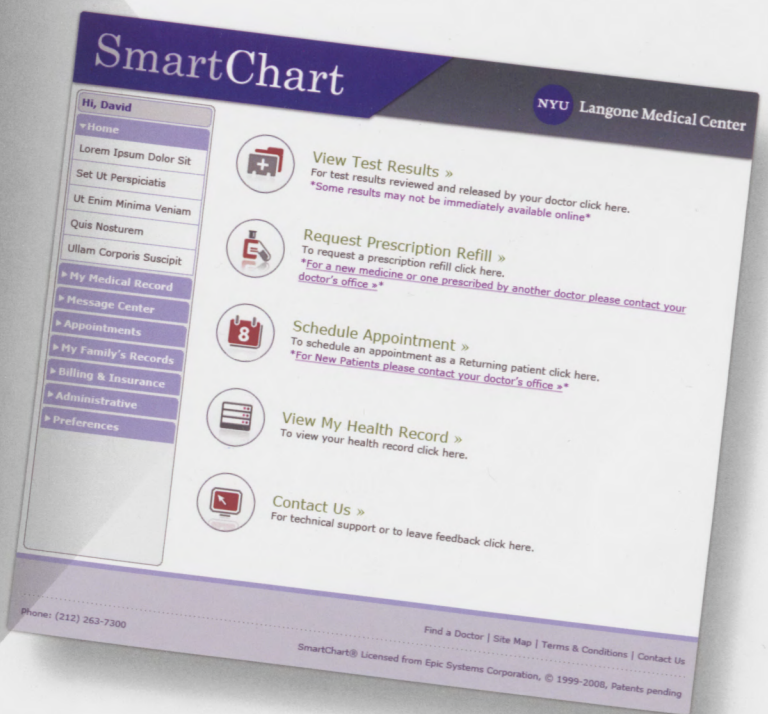 SmartChart
NYU Langone Medical Center
Hi, David
Home
Lorem Ipsum Dolor Sit
Set Ut Perspiciatis
Ut Enim Minima Veniam
Quis Nosturem
Ullam Corporis Suscipit
My Medical Record
Message Center
Appointments
My Family's Records
Billing & Insurance
Administrative
Preferences
View Test Results »
For test results reviewed and released by your doctor click here.
*Some results may not be immediately available online*
Request Prescription Refill »
To request a prescription refill click here.
*For a new medicine or one prescribed by another doctor please contact your
doctor's office »*
8
Schedule Appointment »
To schedule an appointment as a Returning patient click here.
*For New Patients please contact your doctor's office »*
View My Health Record »
To view your health record click here.
Contact Us »
For technical support or to leave feedback click here.
Phone: (212) 263-7300
Find a Doctor | Site Map | Terms & Conditions | Contact Us
SmartChart® Licensed from Epic Systems Corporation, © 1999-2008, Patents pending